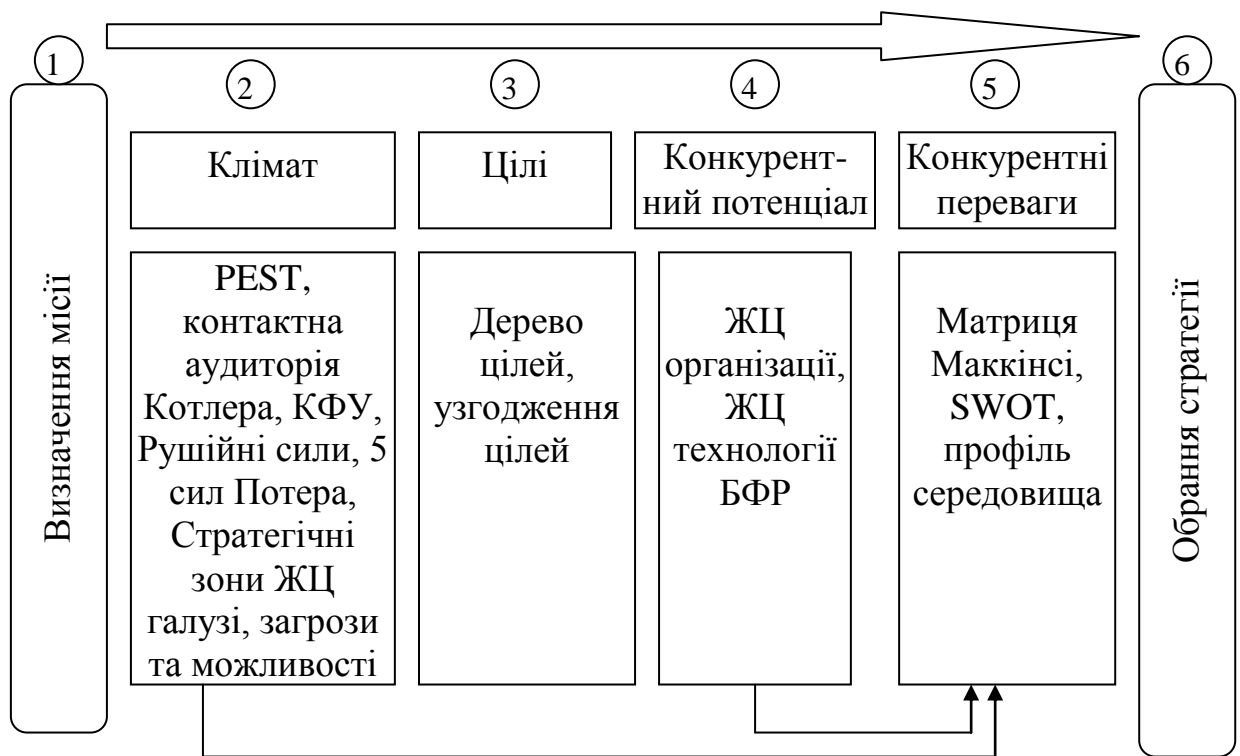 1
Визначення місії
2
Клімат
PEST,
контактна
аудиторія
Котлера, КФУ,
Рушійні сили, 5
сил Потера,
Стратегічні
зони ЖЦ
галузі, загрози
та можливості
3
Цілі
Дерево
цілей,
узгодження
цілей
4
Конкурент-
ний потенціал
ЖЦ
організації,
ЖЦ
технології
БФР
5
Конкурентні
переваги
Матриця
Маккінсі,
SWOT,
профіль
середовища
6
Обрання стратегії